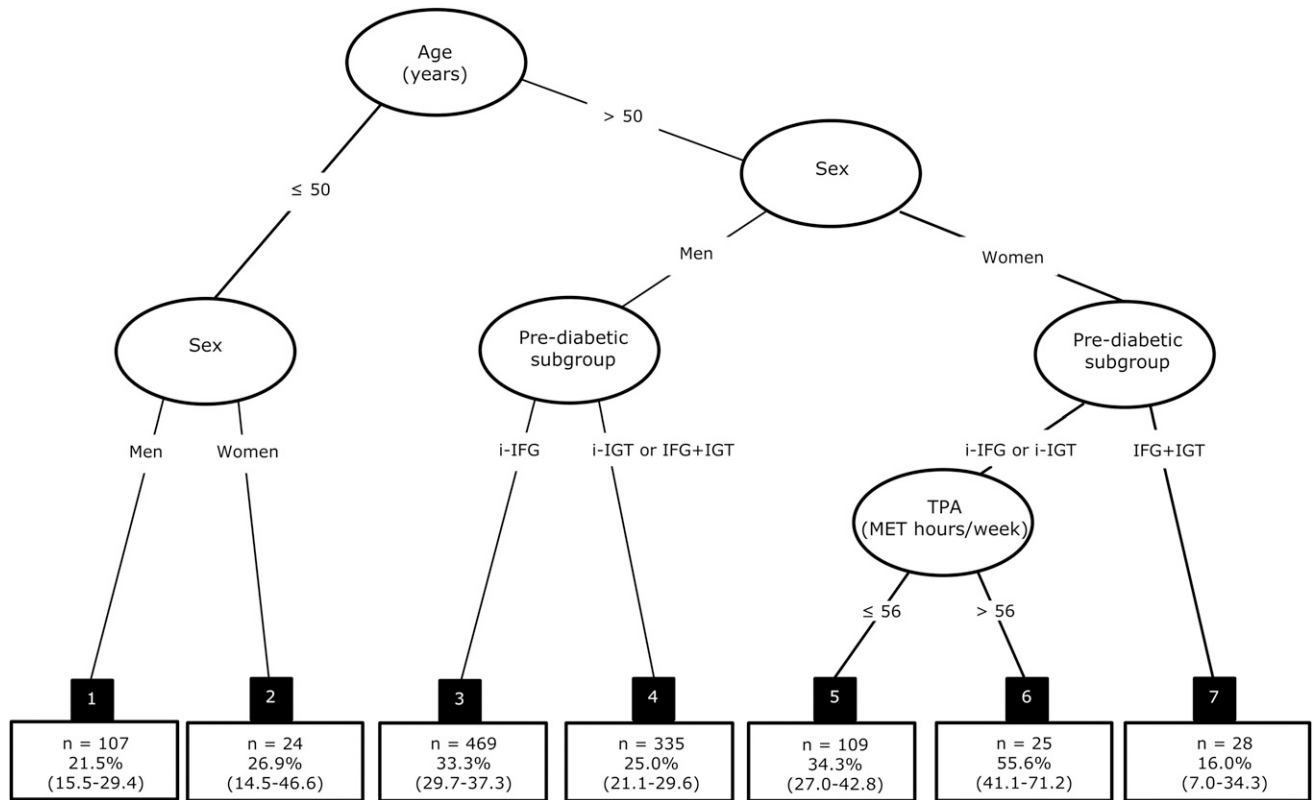 Age
(years)
> 50
Sex
≤ 50
Men
Women
Sex
Pre-diabetic
subgroup
Pre-diabetic
subgroup
Men
Women
i-IFG
i-IGT or IFG+IGT
i-IFG or i-IGT
IFG+IGT
TPA
(MET hours/week)
≤ 56
> 56
1
2
3
4
5
6
7
n = 107
21.5%
(15.5-29.4)
n = 24
26.9%
(14.5-46.6)
n = 469
33.3%
(29.7-37.3)
n = 335
25.0%
(21.1-29.6)
n = 109
34.3%
(27.0-42.8)
n = 25
55.6%
(41.1-71.2)
n = 28
16.0%
(7.0-34.3)